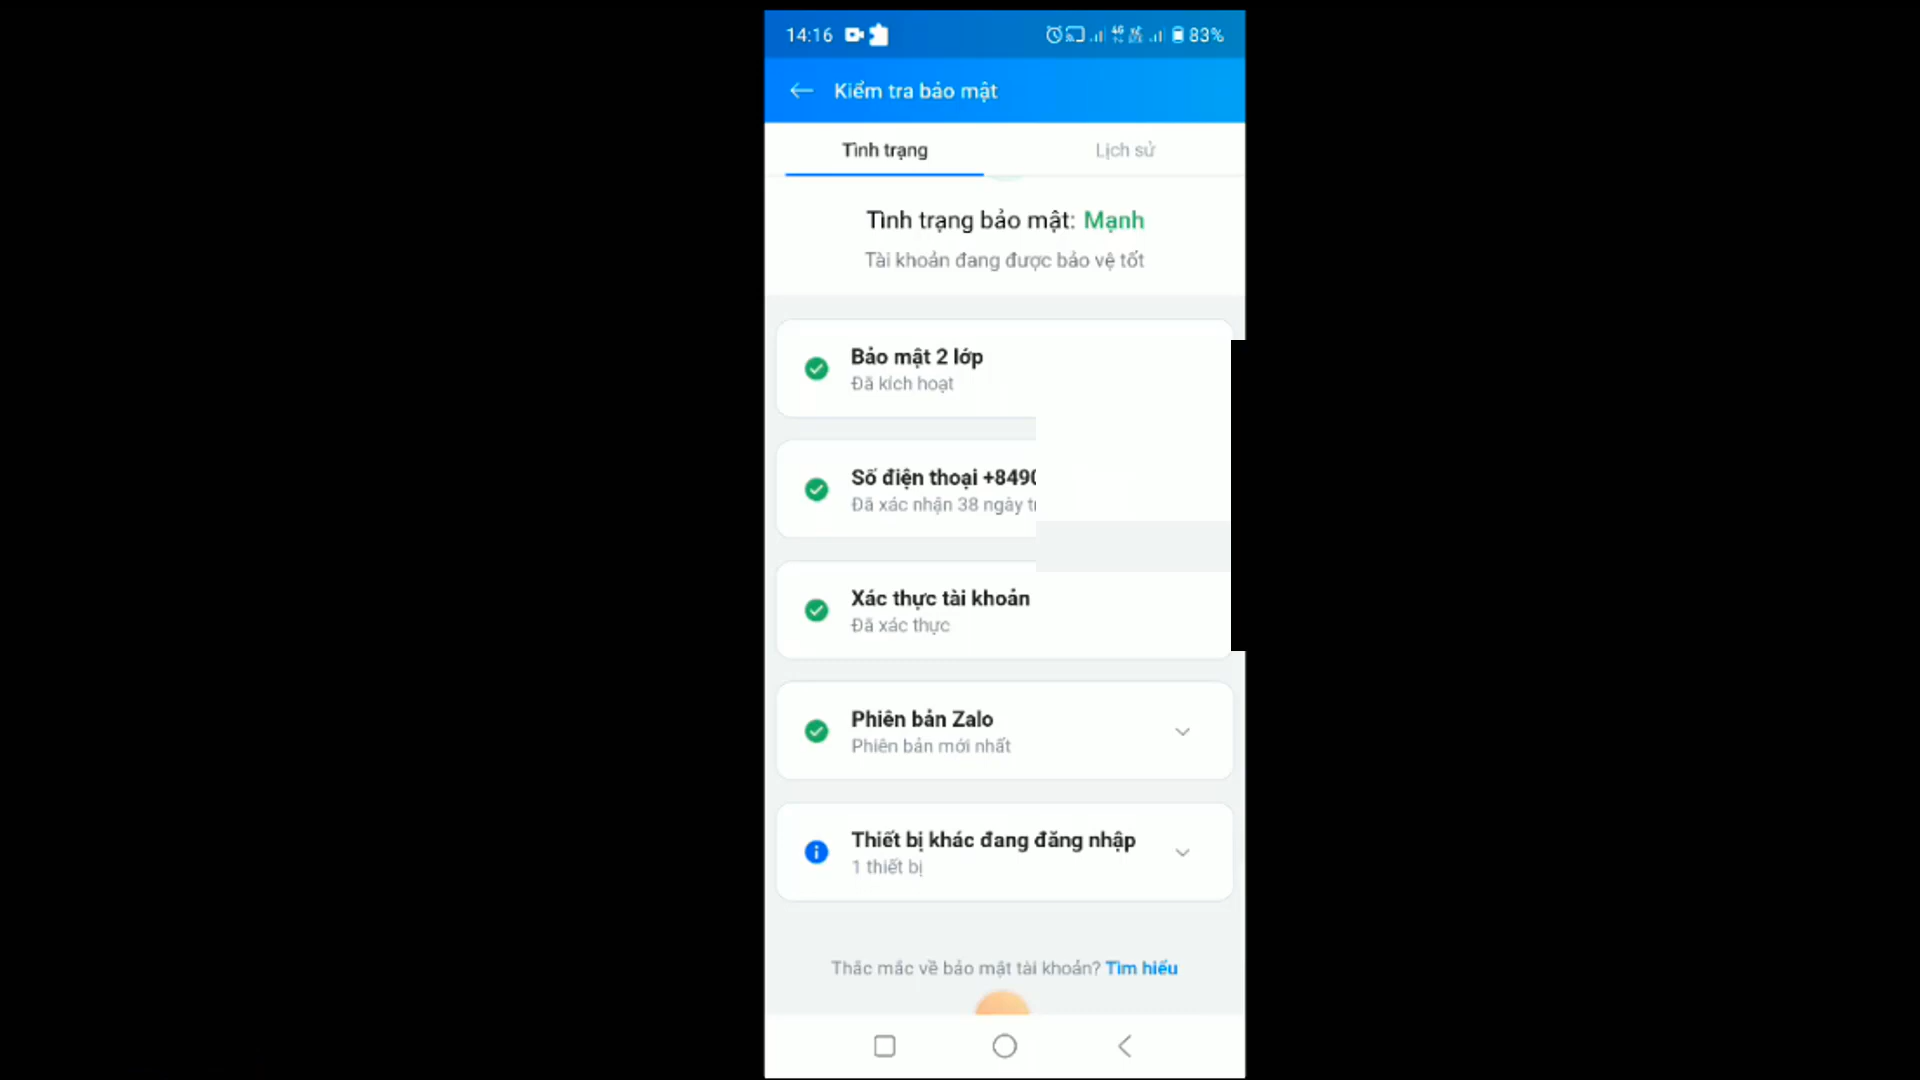 14:16 83%
Kiểm tra bảo mật
Tình trạng Lịch sử
Tình trạng bảo mật: Mạnh
Tài khoản đang được bảo vệ tốt
Bảo mật 2 lớp
Đã kích hoạt
Số điện thoại +8490
Đã xác nhận 38 ngày
Xác thực tài khoản
Đã xác thực
Phiên bản Zalo
Phiên bản mới nhất
Thiết bị khác đang đăng nhập
1 thiết bị
Thắc mắc về bảo mật tài khoản? Tìm hiểu